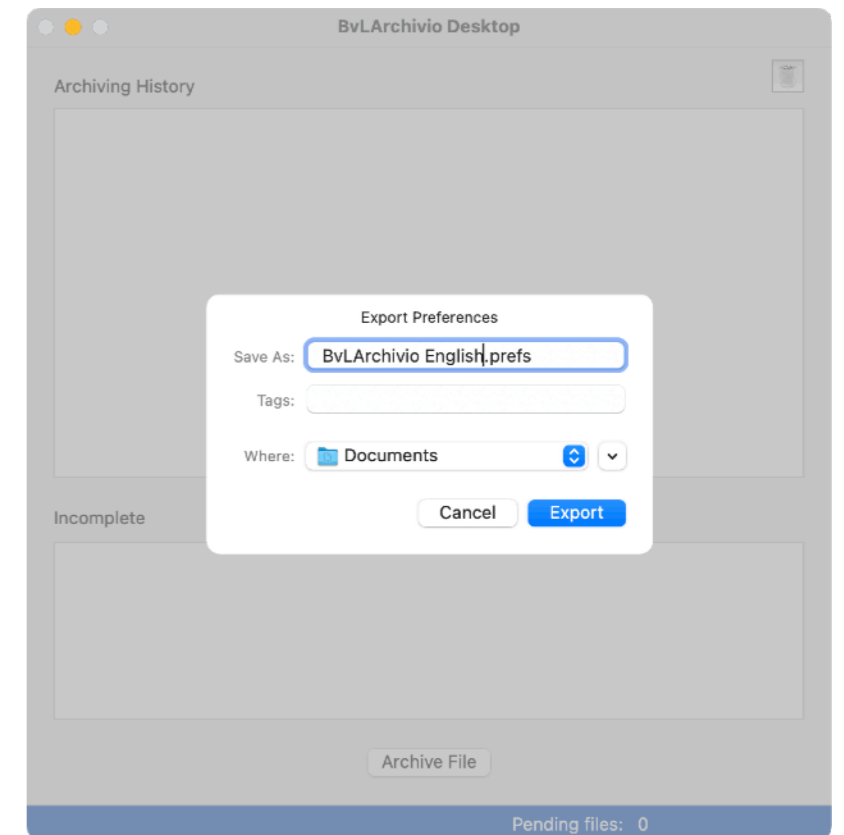 BvLArchivio Desktop
Archiving History
Export Preferences
Save As: BvLArchivio English.prefs
Tags:
Where: Documents
Cancel Export
Incomplete
Archive File
Pending files: 0